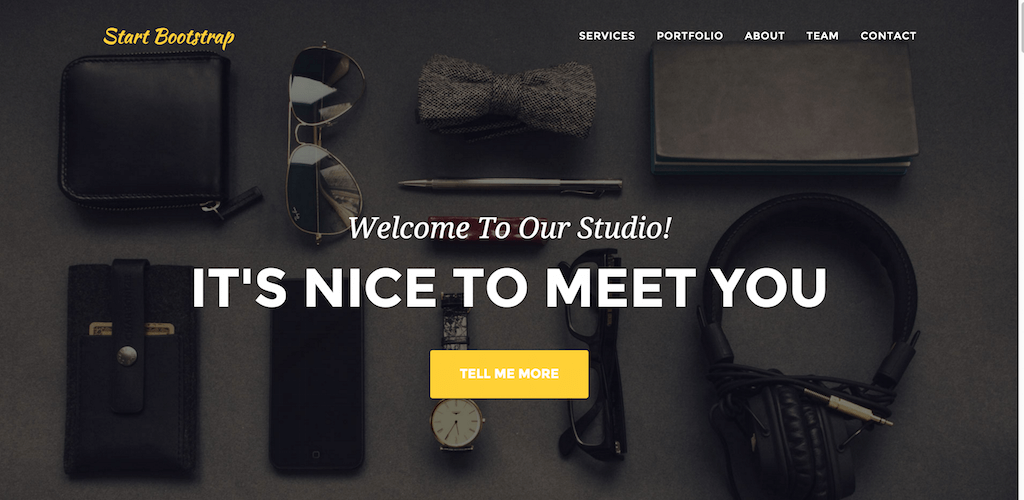 Start Bootstrap
SERVICES PORTFOLIO ABOUT TEAM CONTACT
Welcome To Our Studio!
IT'S NICE TO MEET YOU
TELL ME MORE